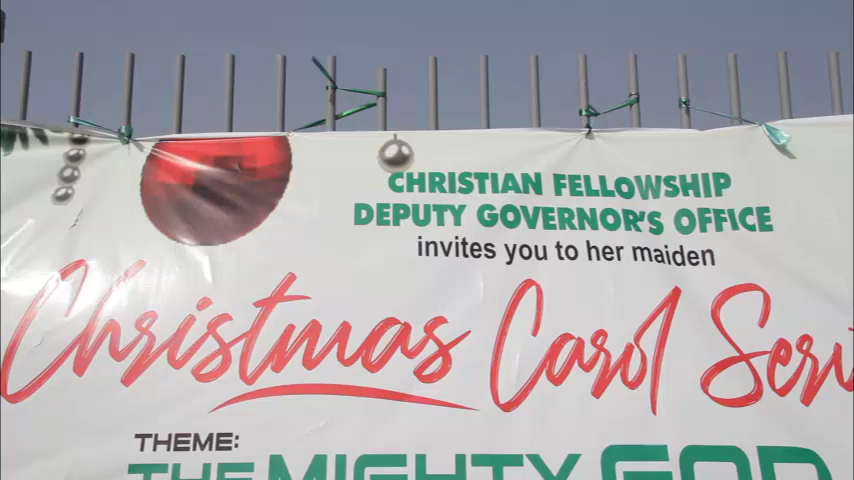 CHRISTIAN FELLOWSHIP
DEPUTY GOVERNOR'S OFFICE
invites you to her maiden
Christmas Carol
THEME:
THE MIGHTY GOD